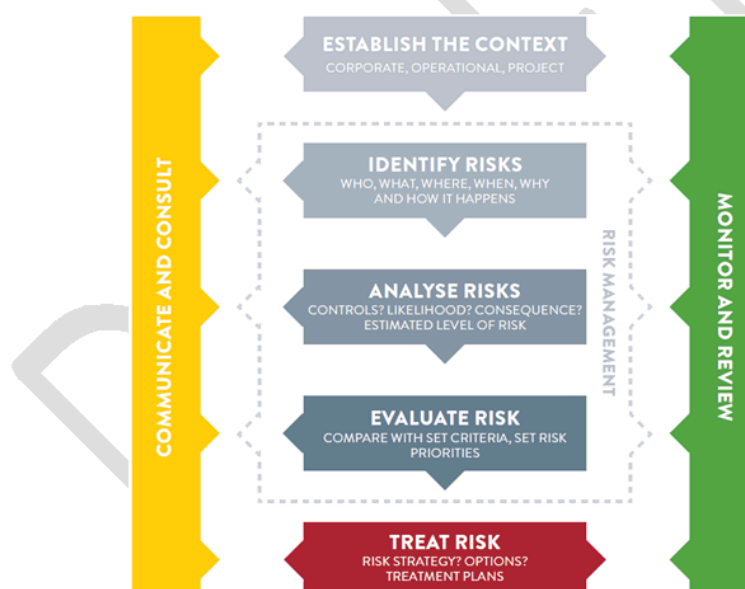 COMMUNICATE AND CONSULT
ESTABLISH THE CONTEXT
CORPORATE, OPERATIONAL, PROJECT
IDENTIFY RISKS
WHO, WHAT, WHERE, WHEN, WHY
AND HOW IT HAPPENS
ANALYSE RISKS
CONTROLS? LIKELIHOOD? CONSEQUENCE?
ESTIMATED LEVEL OF RISK
EVALUATE RISK
COMPARE WITH SET CRITERIA, SET RISK
PRIORITIES
TREAT RISK
RISK STRATEGY? OPTIONS?
TREATMENT PLANS
RISK MANAGEMENT
MONITOR AND REVIEW